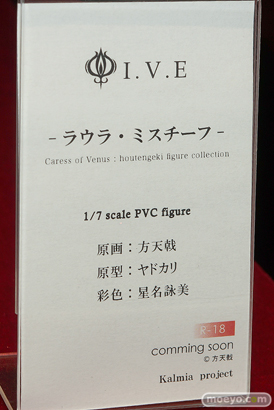 I.V.E
-ラウラ・ミスチーフ-
Caress of Venus : houtengeki figure collection
1/7 scale PVC figure
原画：方天戟
原型：ヤドカリ
彩色：星名詠美
R-18
comming soon
© 方天戟
Kalmia project
moeyo.com